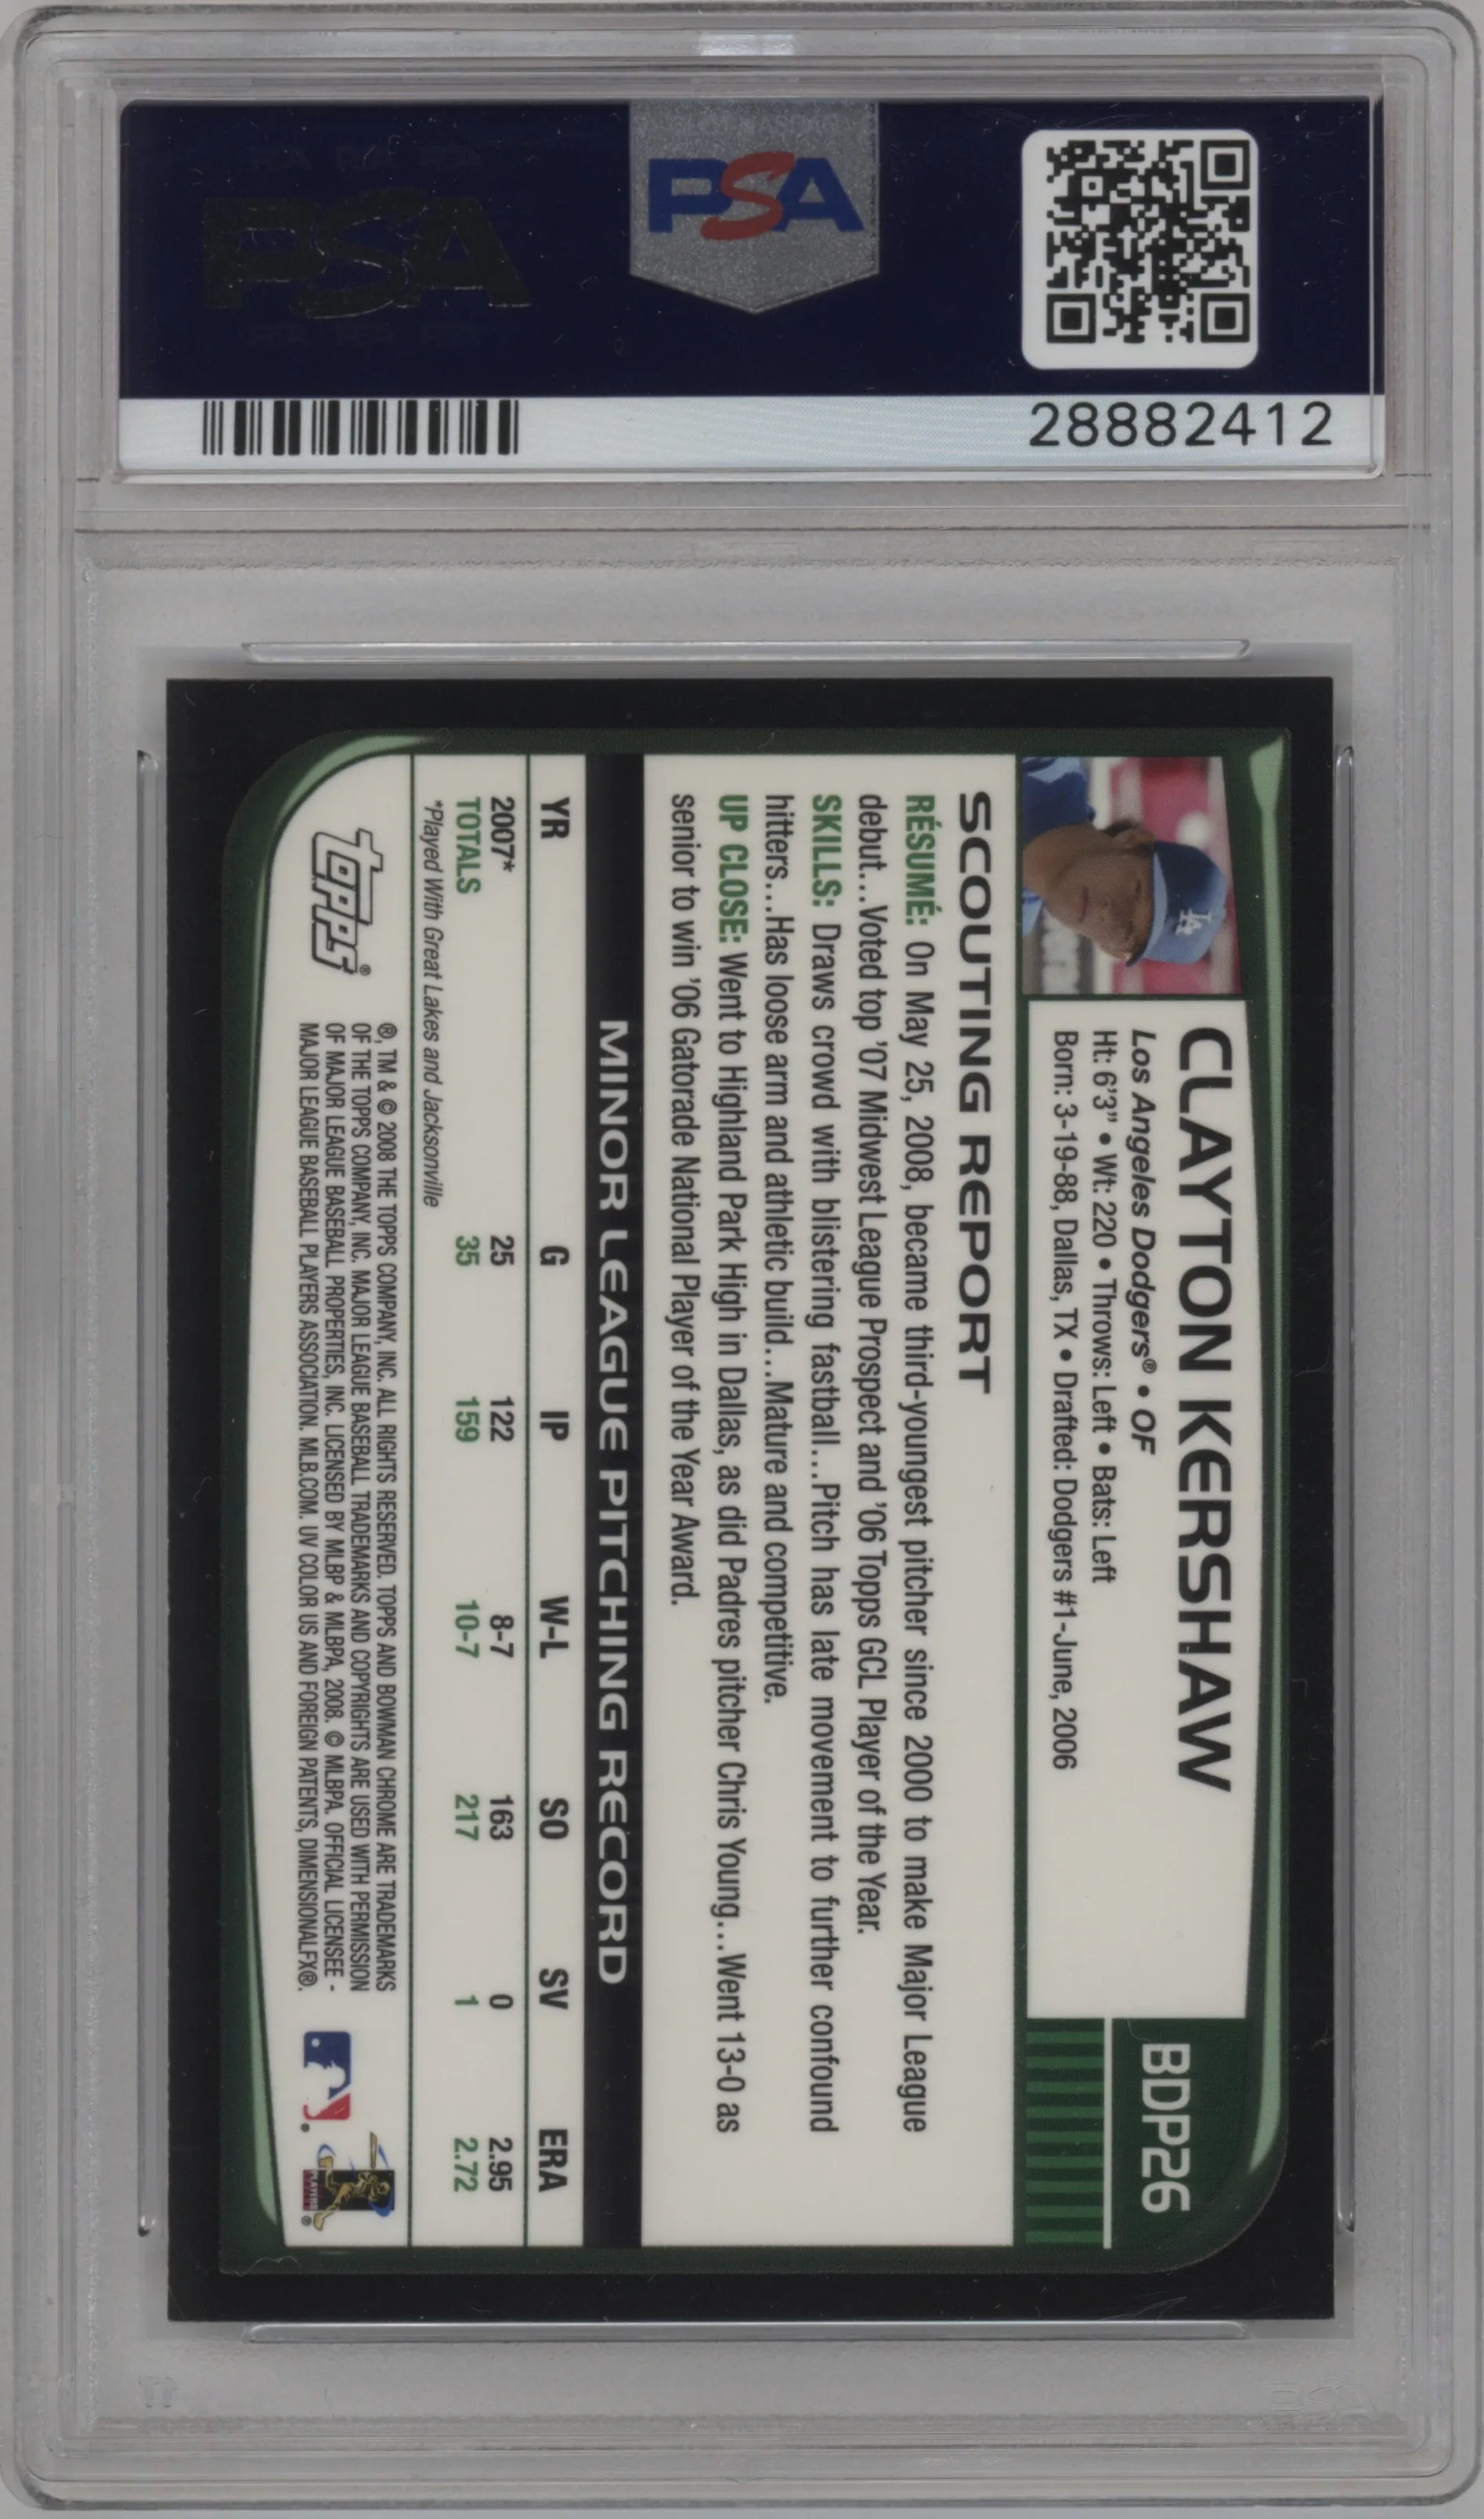 PSA
PSA
28882412
BDP26
CLAYTON KERSHAW
Los Angeles Dodgers® • OF
Ht: 6'3" • Wt: 220 • Throws: Left • Bats: Left
Born: 3-19-88, Dallas, TX • Drafted: Dodgers #1-June, 2006
LA
SCOUTING REPORT
RÉSUMÉ: On May 25, 2008, became third-youngest pitcher since 2000 to make Major League
debut...Voted top '07 Midwest League Prospect and '06 Topps GCL Player of the Year.
SKILLS: Draws crowd with blistering fastball...Pitch has late movement to further confound
hitters...Has loose arm and athletic build...Mature and competitive.
UP CLOSE: Went to Highland Park High in Dallas, as did Padres pitcher Chris Young...Went 13-0 as
senior to win '06 Gatorade National Player of the Year Award.
MINOR LEAGUE PITCHING RECORD
YR G IP W-L SO SV ERA
2007* 25 122 8-7 163 0 2.95
TOTALS 35 159 10-7 217 1 2.72
*Played With Great Lakes and Jacksonville
Topps®
®, TM & © 2008 THE TOPPS COMPANY, INC. ALL RIGHTS RESERVED. TOPPS AND BOWMAN CHROME ARE TRADEMARKS
OF THE TOPPS COMPANY, INC. MAJOR LEAGUE BASEBALL TRADEMARKS AND COPYRIGHTS ARE USED WITH PERMISSION
OF MAJOR LEAGUE BASEBALL PROPERTIES, INC. LICENSED BY MLBP & MLBPA, 2008. © MLBPA. OFFICIAL LICENSEE -
MAJOR LEAGUE BASEBALL PLAYERS ASSOCIATION. MLB.COM. UV COLOR US AND FOREIGN PATENTS, DIMENSIONALFX®.